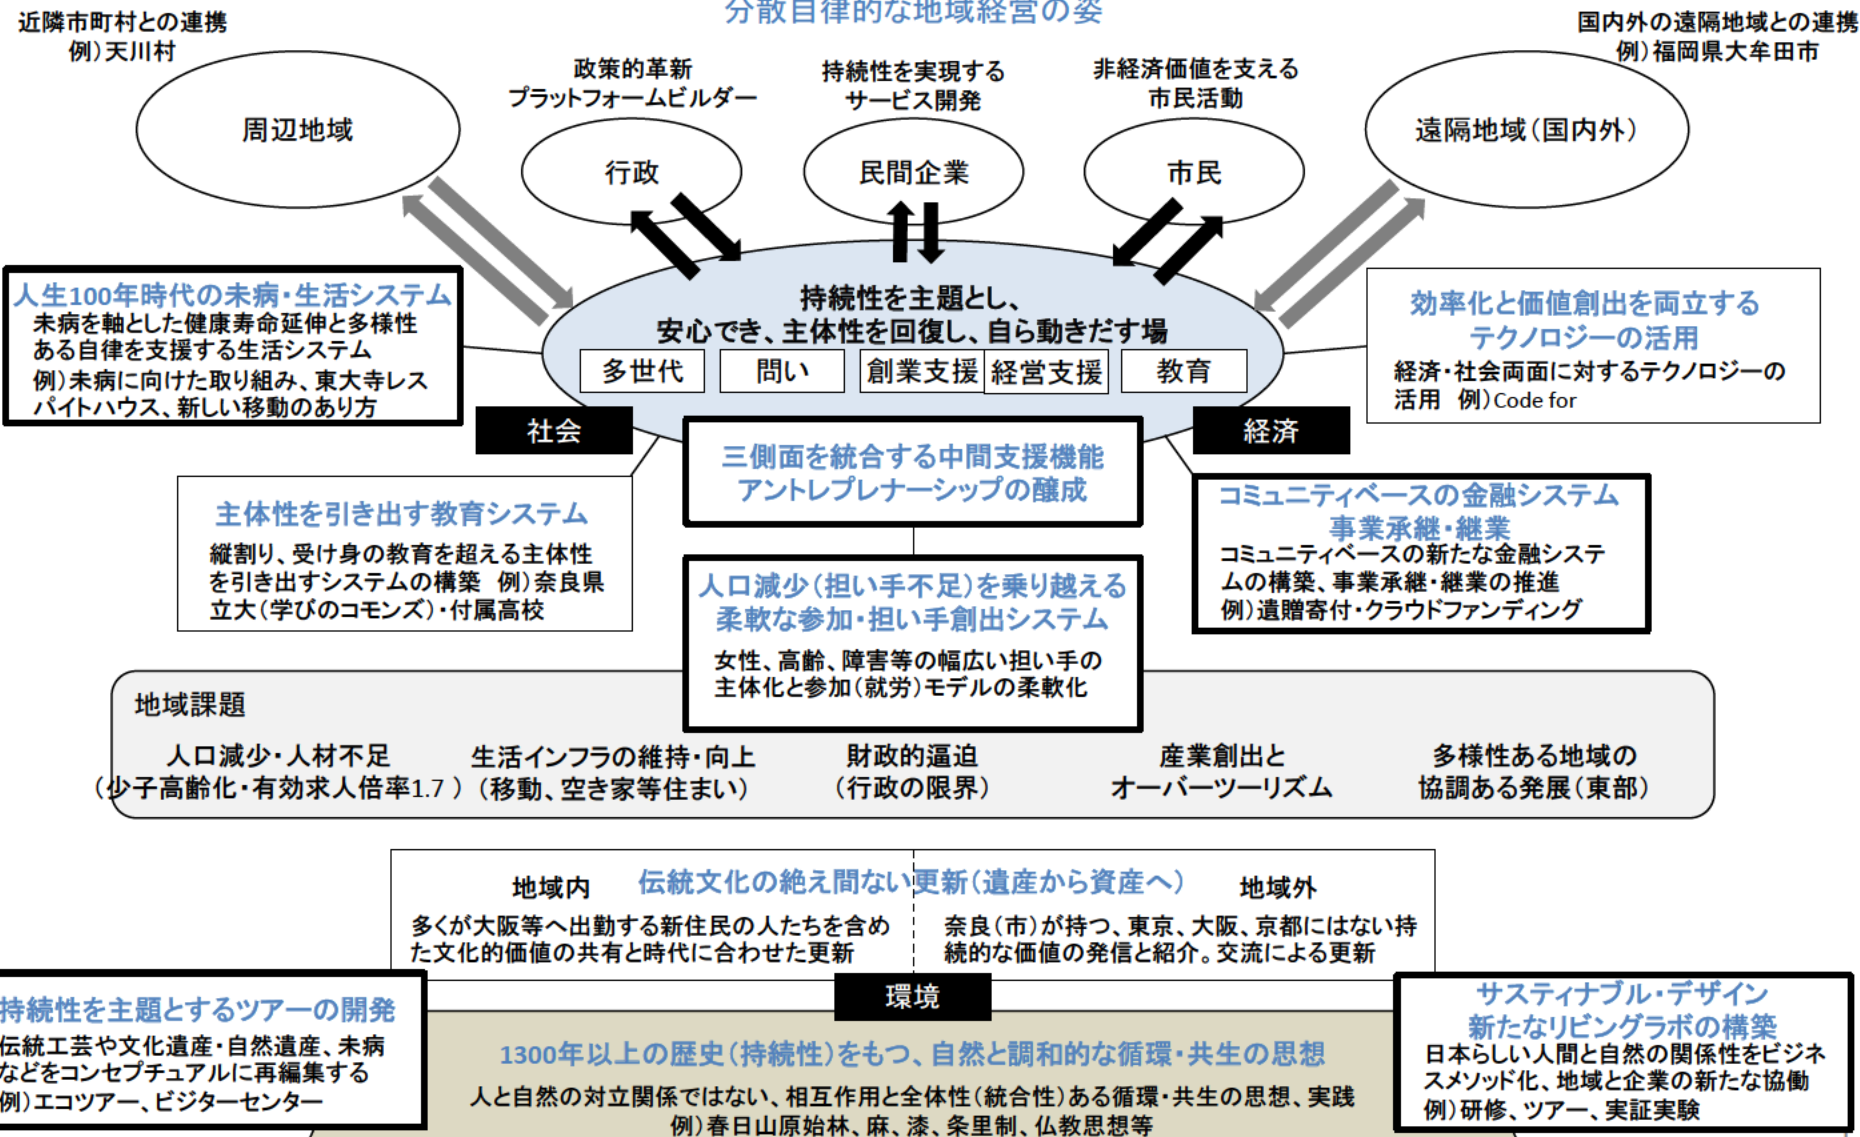 分散自律的な地域経営の姿
近隣市町村との連携
例）天川村
国内外の遠隔地域との連携
例）福岡県大牟田市
政策的革新
プラットフォームビルダー
持続性を実現する
サービス開発
非経済価値を支える
市民活動
周辺地域
行政
民間企業
市民
遠隔地域（国内外）
持続性を主題とし、
安心でき、主体性を回復し、自ら動きだす場
多世代
問い
創業支援
経営支援
教育
人生100年時代の未病・生活システム
未病を軸とした健康寿命延伸と多様性
ある自律を支援する生活システム
例）未病に向けた取り組み、東大寺レス
パイトハウス、新しい移動のあり方
効率化と価値創出を両立する
テクノロジーの活用
経済・社会両面に対するテクノロジーの
活用　例）Code for
社会
経済
三側面を統合する中間支援機能
アントレプレナーシップの醸成
主体性を引き出す教育システム
縦割り、受け身の教育を超える主体性
を引き出すシステムの構築　例）奈良県
立大（学びのコモンズ）・付属高校
コミュニティベースの金融システム
事業承継・継業
コミュニティベースの新たな金融システ
ムの構築、事業承継・継業の推進
例）遺贈寄付・クラウドファンディング
人口減少（担い手不足）を乗り越える
柔軟な参加・担い手創出システム
女性、高齢、障害等の幅広い担い手の
主体化と参加（就労）モデルの柔軟化
地域課題
人口減少・人材不足
（少子高齢化・有効求人倍率1.7 ）
生活インフラの維持・向上
（移動、空き家等住まい）
財政的逼迫
（行政の限界）
産業創出と
オーバーツーリズム
多様性ある地域の
協調ある発展（東部）
伝統文化の絶え間ない更新（遺産から資産へ）
地域内
多くが大阪等へ出勤する新住民の人たちを含め
た文化的価値の共有と時代に合わせた更新
地域外
奈良（市）が持つ、東京、大阪、京都にはない持
続的な価値の発信と紹介。交流による更新
環境
持続性を主題とするツアーの開発
伝統工芸や文化遺産・自然遺産、未病
などをコンセプチュアルに再編集する
例）エコツアー、ビジターセンター
1300年以上の歴史（持続性）をもつ、自然と調和的な循環・共生の思想
人と自然の対立関係ではない、相互作用と全体性（統合性）ある循環・共生の思想、実践
例）春日山原始林、麻、漆、条里制、仏教思想等
サスティナブル・デザイン
新たなリビングラボの構築
日本らしい人間と自然の関係性をビジネ
スメソッド化、地域と企業の新たな協働
例）研修、ツアー、実証実験